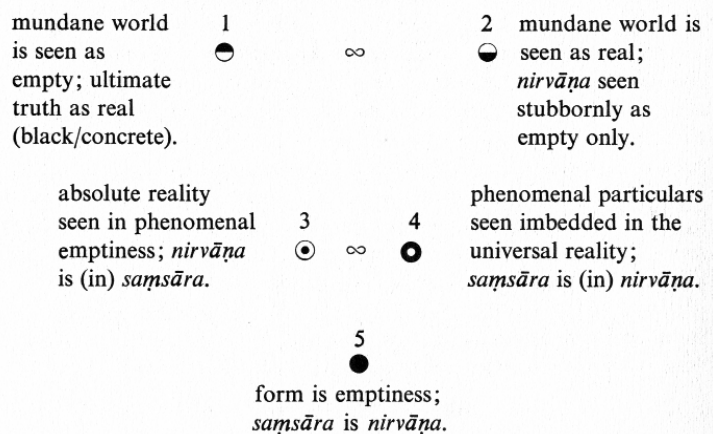 mundane world
is seen as
empty; ultimate
truth as real
(black/concrete).
1
∞
2
mundane world is
seen as real;
nirvāṇa seen
stubbornly as
empty only.
absolute reality
seen in phenomenal
emptiness; nirvāṇa
is (in) saṃsāra.
3
∞
4
phenomenal particulars
seen imbedded in the
universal reality;
saṃsāra is (in) nirvāṇa.
5
form is emptiness;
saṃsāra is nirvāṇa.